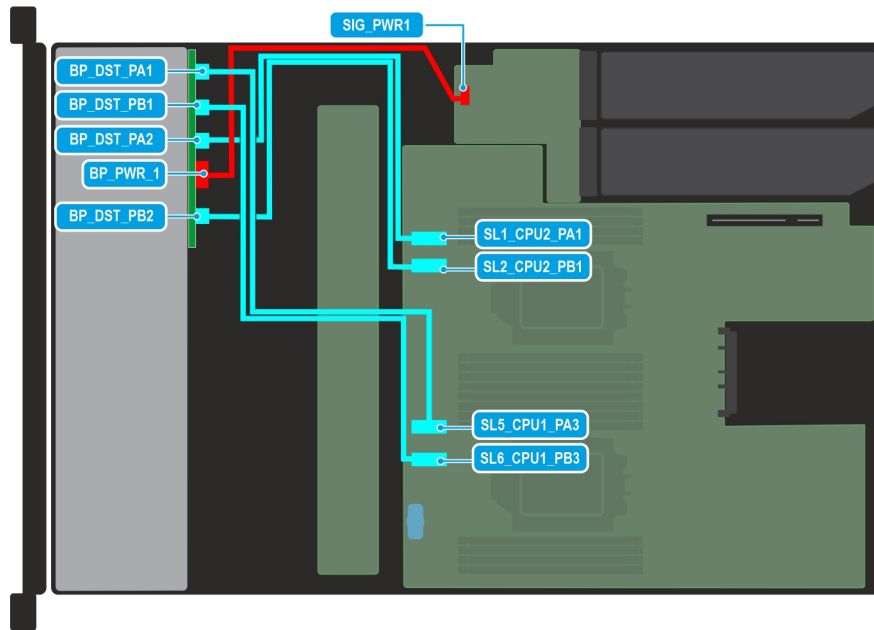 SIG_PWR1
BP_DST_PA1
BP_DST_PB1
BP_DST_PA2
BP_PWR_1
BP_DST_PB2
SL1_CPU2_PA1
SL2_CPU2_PB1
SL5_CPU1_PA3
SL6_CPU1_PB3